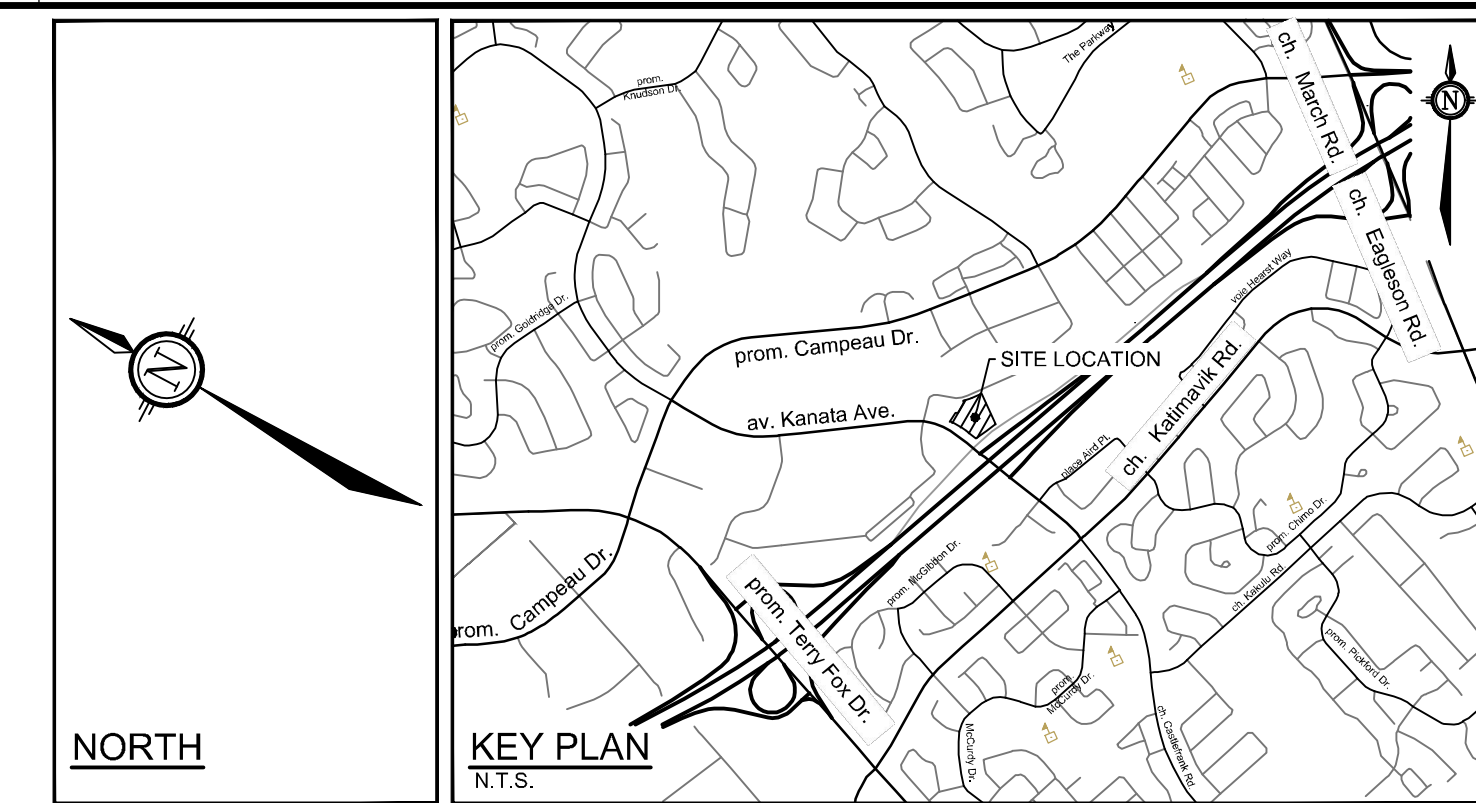 N
NORTH
The Parkway
ch. March Rd.
N
prom.
Knudson Dr.
ch. Eagleson Rd.
voie Hearst Way
prom. Goldridge Dr.
prom. Campeau Dr.
SITE LOCATION
ch. Katimavik Rd.
av. Kanata Ave.
place Aird Pl.
prom. Chimo Dr.
prom. McGibbon Dr.
ch. Kakulu Rd.
prom. Campeau Dr.
prom. Terry Fox Dr.
prom. Pickford Dr.
prom.
McCurdy Dr.
McCurdy Dr.
ch. Castlefrank Rd
KEY PLAN
N.T.S.